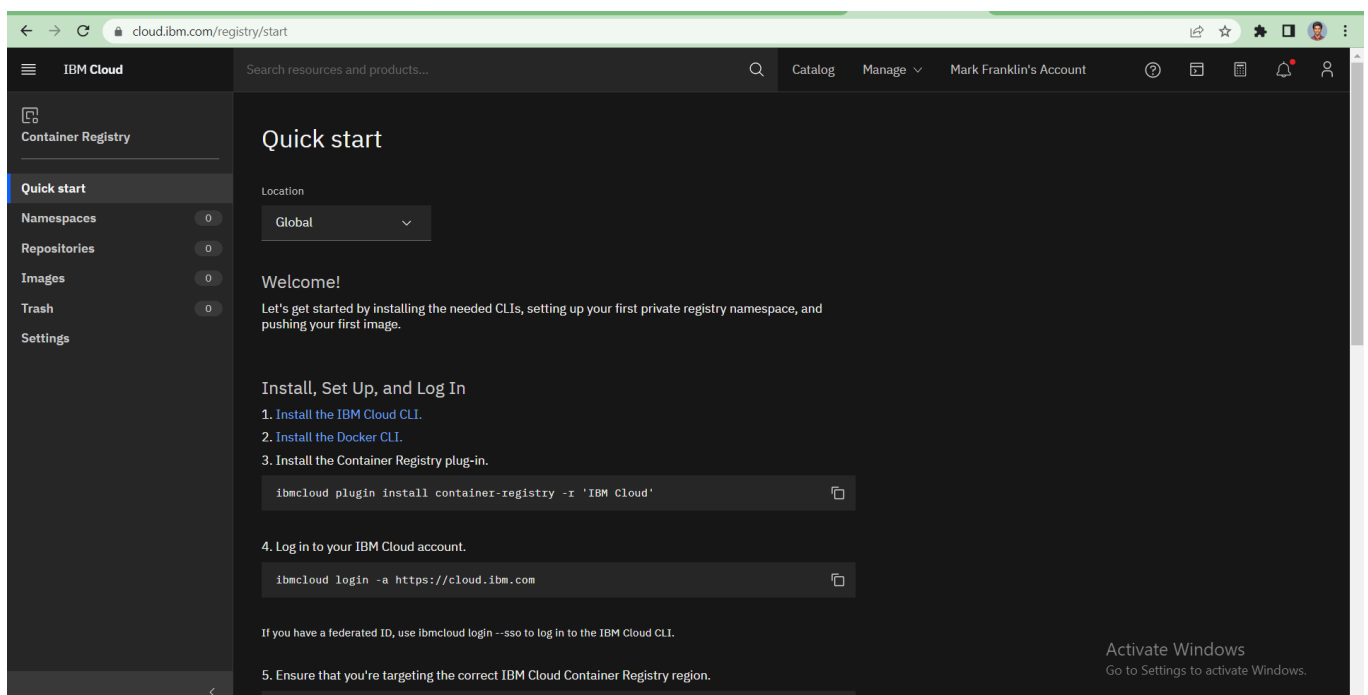 cloud.ibm.com/registry/start
IBM Cloud
Search resources and products...
Catalog
Manage
Mark Franklin's Account
Container Registry
Quick start
Namespaces 0
Repositories 0
Images 0
Trash 0
Settings
Quick start
Location
Global
Welcome!
Let's get started by installing the needed CLIs, setting up your first private registry namespace, and
pushing your first image.
Install, Set Up, and Log In
1. Install the IBM Cloud CLI.
2. Install the Docker CLI.
3. Install the Container Registry plug-in.
ibmcloud plugin install container-registry -r 'IBM Cloud'
4. Log in to your IBM Cloud account.
ibmcloud login -a https://cloud.ibm.com
If you have a federated ID, use ibmcloud login --sso to log in to the IBM Cloud CLI.
5. Ensure that you're targeting the correct IBM Cloud Container Registry region.
Activate Windows
Go to Settings to activate Windows.